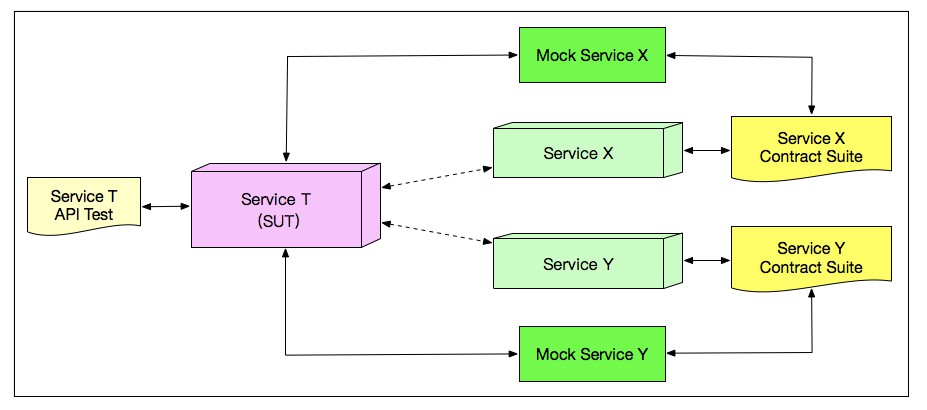 Mock Service X
Service X
Service X
Contract Suite
Service T
API Test
Service T
(SUT)
Service Y
Service Y
Contract Suite
Mock Service Y